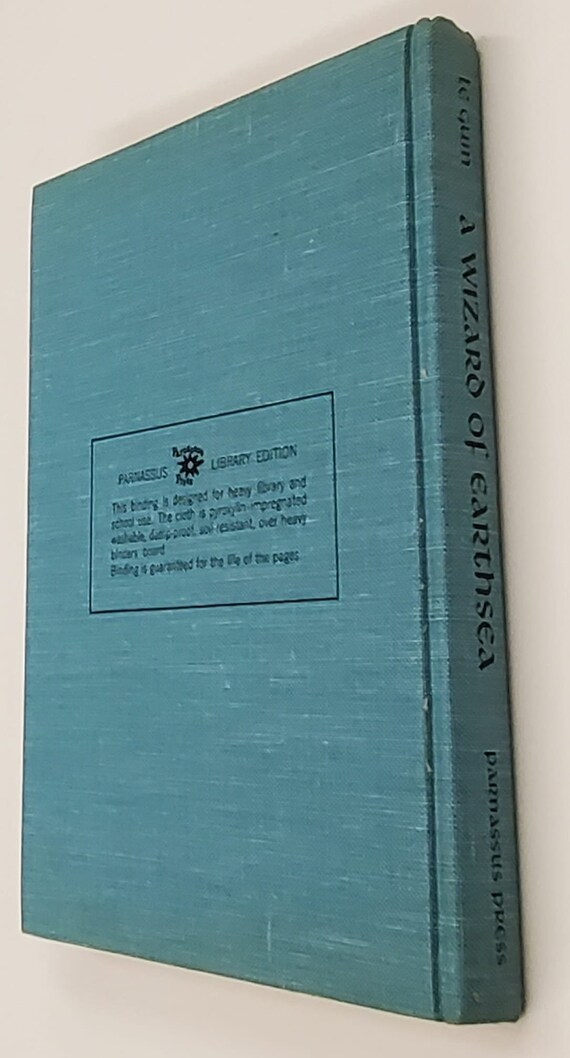 Le Guin A WIZARD OF EARTHSEA PARNASSUS PRESS
PARNASSUS Parnassus Press LIBRARY EDITION
This binding is designed for heavy library and
school use. The cloth is pyroxylin-impregnated
washable, damp-proof, soil-resistant, over heavy
binders board.
Binding is guaranteed for the life of the pages.